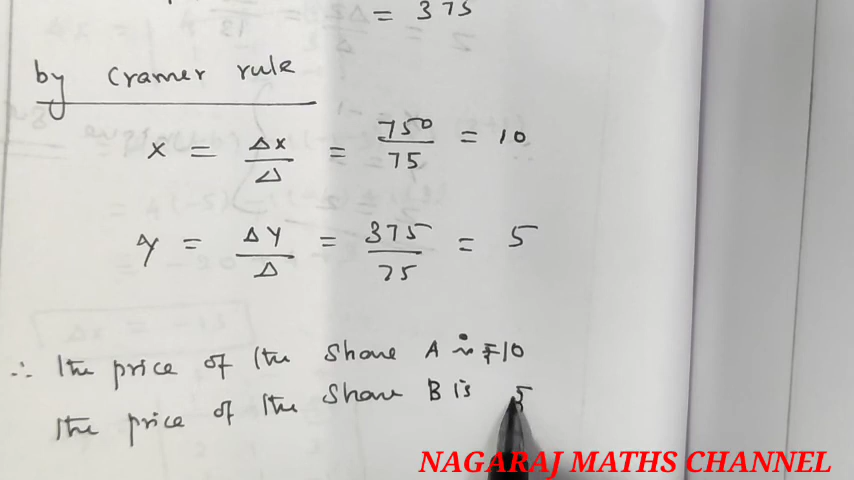 = 375
by Cramer rule
x = Δx/Δ = 750/75 = 10
y = Δy/Δ = 375/75 = 5
∴ the price of the share A is ₹10
the price of the share B is 5
NAGARAJ MATHS CHANNEL